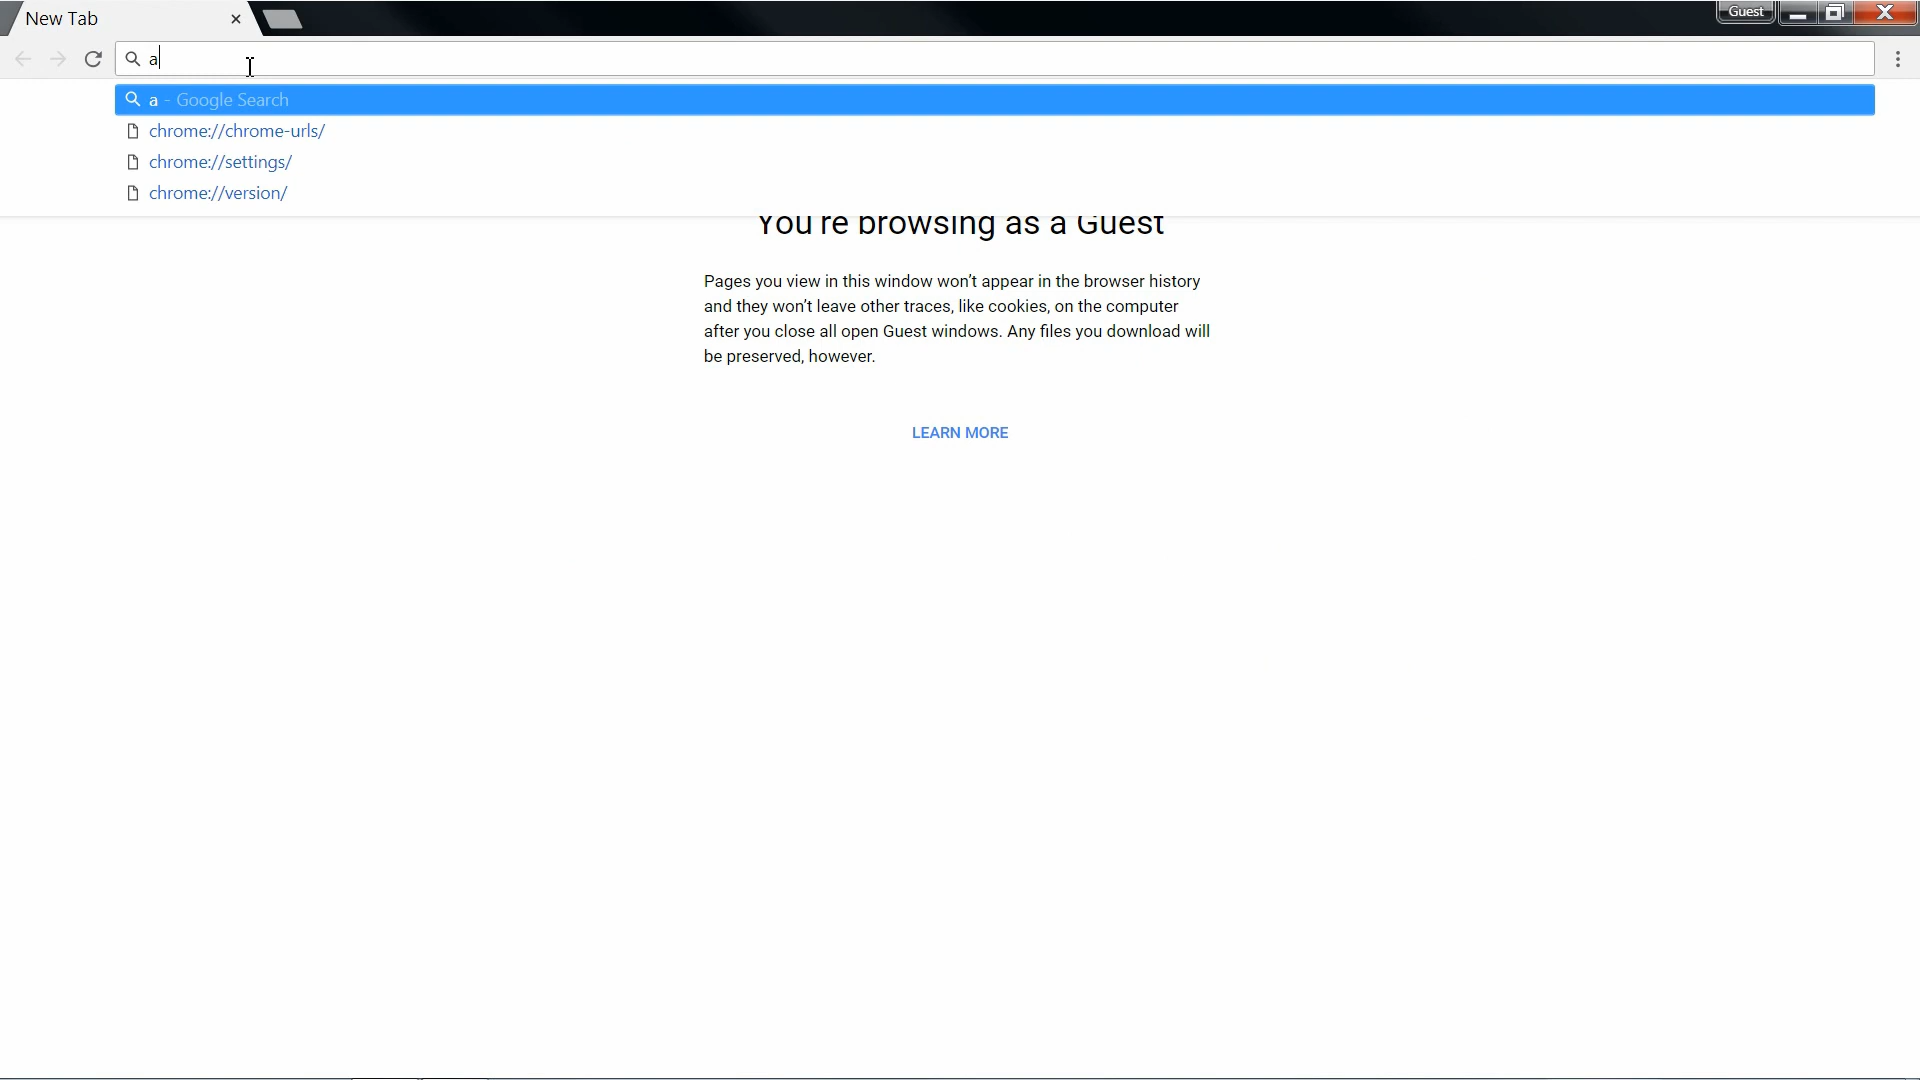 New Tab
Guest
a
a - Google Search
chrome://chrome-urls/
chrome://settings/
chrome://version/
You're browsing as a Guest
Pages you view in this window won't appear in the browser history
and they won't leave other traces, like cookies, on the computer
after you close all open Guest windows. Any files you download will
be preserved, however.
LEARN MORE